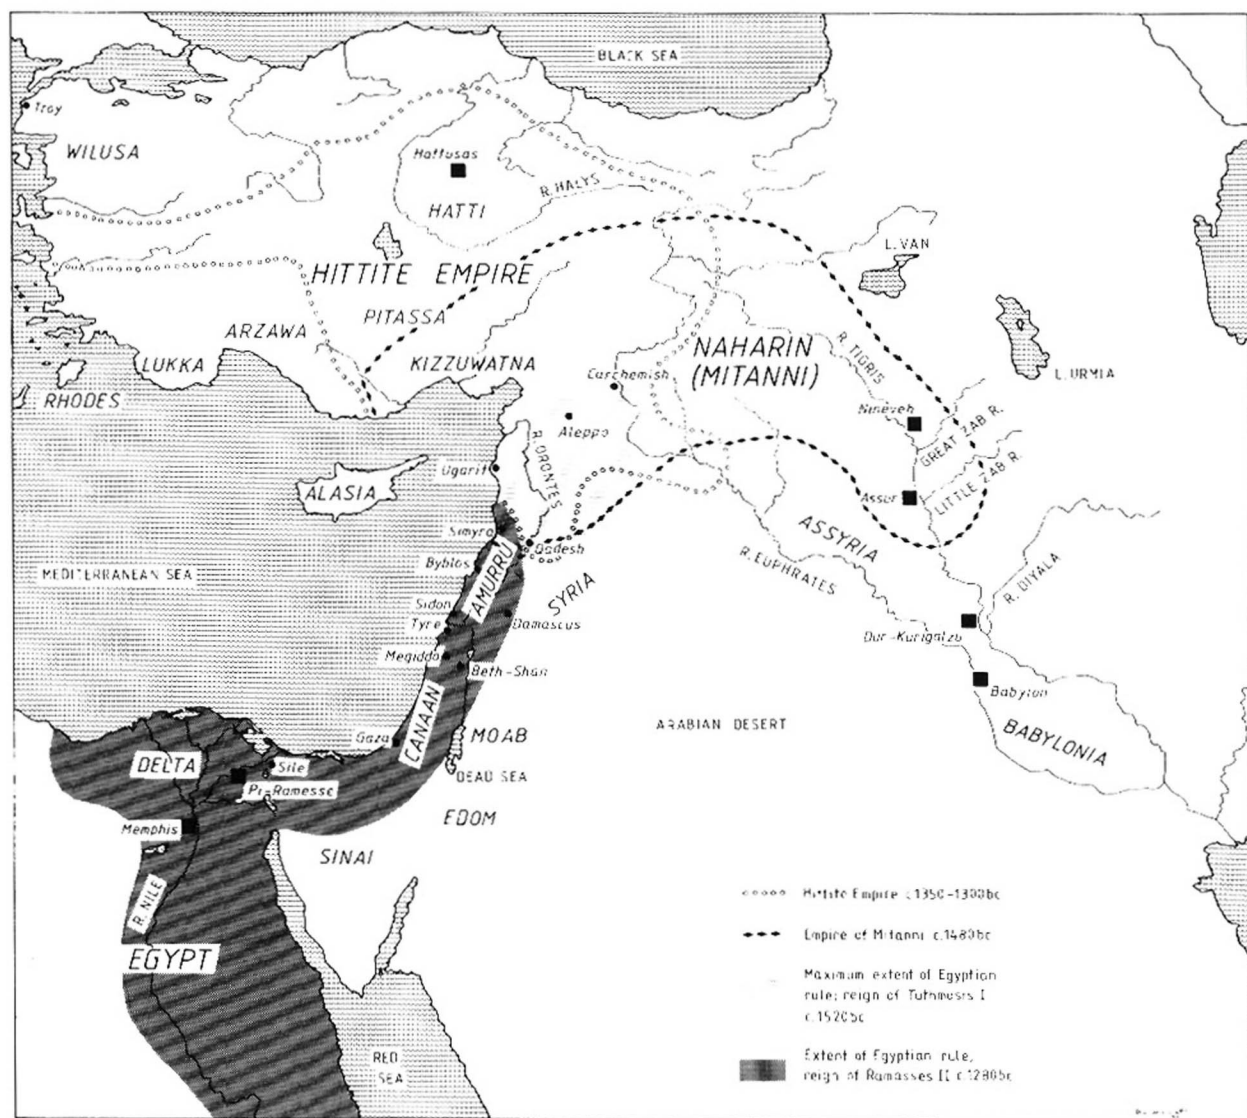 BLACK SEA
Troy
WILUSA
Hattusas
R. HALYS
HATTI
L. VAN
HITTITE EMPIRE
PITASSA
ARZAWA
NAHARIN
(MITANNI)
R. TIGRIS
LUKKA
KIZZUWATNA
L. URMIA
Carchemish
RHODES
Nineveh
Aleppo
GREAT ZAB R.
R. ORONTES
Ugarit
LITTLE ZAB R.
ALASIA
Assur
Simyra
ASSYRIA
Qadesh
Byblos
AMURRU
R. EUPHRATES
MEDITERRANEAN SEA
SYRIA
R. DIYALA
Sidon
Tyre
Damascus
Dur-Kurigalzu
Megiddo
Beth-Shan
Babylon
CANAAN
ARABIAN DESERT
Gaza
MOAB
BABYLONIA
DELTA
Sile
DEAD SEA
Pi-Ramesse
Memphis
EDOM
SINAI
R. NILE
EGYPT
RED
SEA
Hittite Empire c.1350-1300bc
Empire of Mitanni c.1480bc
Maximum extent of Egyptian
rule; reign of Tuthmosis I
c.1520bc
Extent of Egyptian rule,
reign of Ramasses II c.1280bc